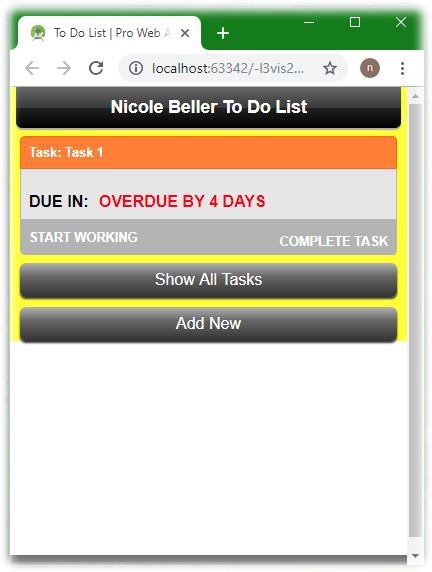 To Do List | Pro Web A
localhost:63342/-l3vis2...
n
Nicole Beller To Do List
Task: Task 1
DUE IN: OVERDUE BY 4 DAYS
START WORKING
COMPLETE TASK
Show All Tasks
Add New